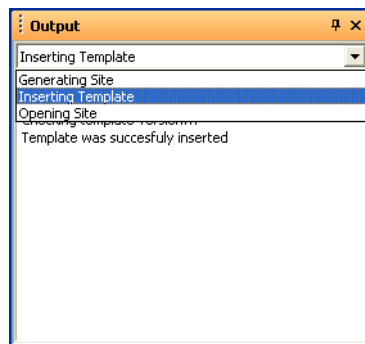 Output
Inserting Template
Generating Site
Inserting Template
Opening Site
Template was succesfuly inserted